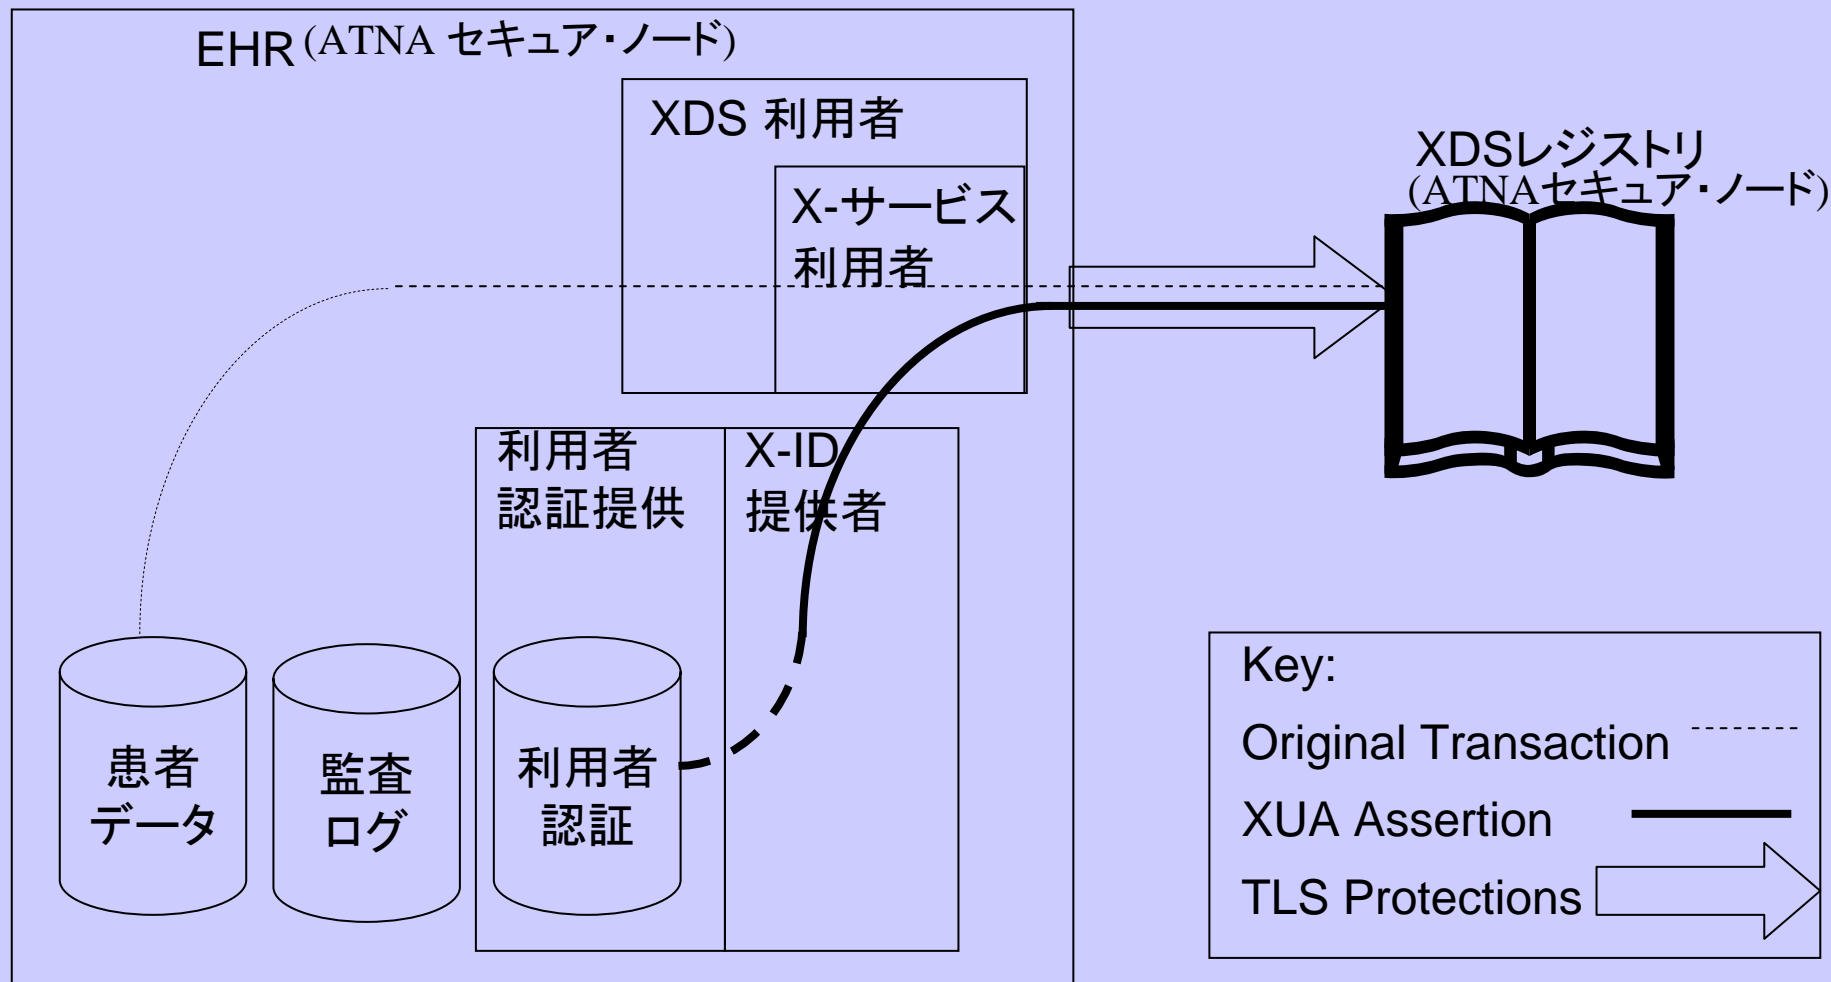 EHR (ATNA セキュア・ノード)
XDS 利用者
X-サービス
利用者
XDSレジストリ
(ATNAセキュア・ノード)
利用者
認証提供
X-ID
提供者
患者
データ
監査
ログ
利用者
認証
Key:
Original Transaction
XUA Assertion
TLS Protections